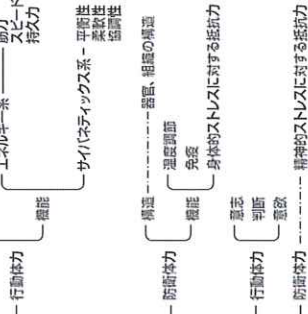 エネルギー系
筋力
スピード
持久力
行動体力
機能
サイバネティックス系
平衡性
柔軟性
協調性
防衛体力
構造
器官、組織の構造
機能
温度調節
免疫
身体的ストレスに対する抵抗力
行動体力
意志
判断
意欲
防衛体力
精神的ストレスに対する抵抗力